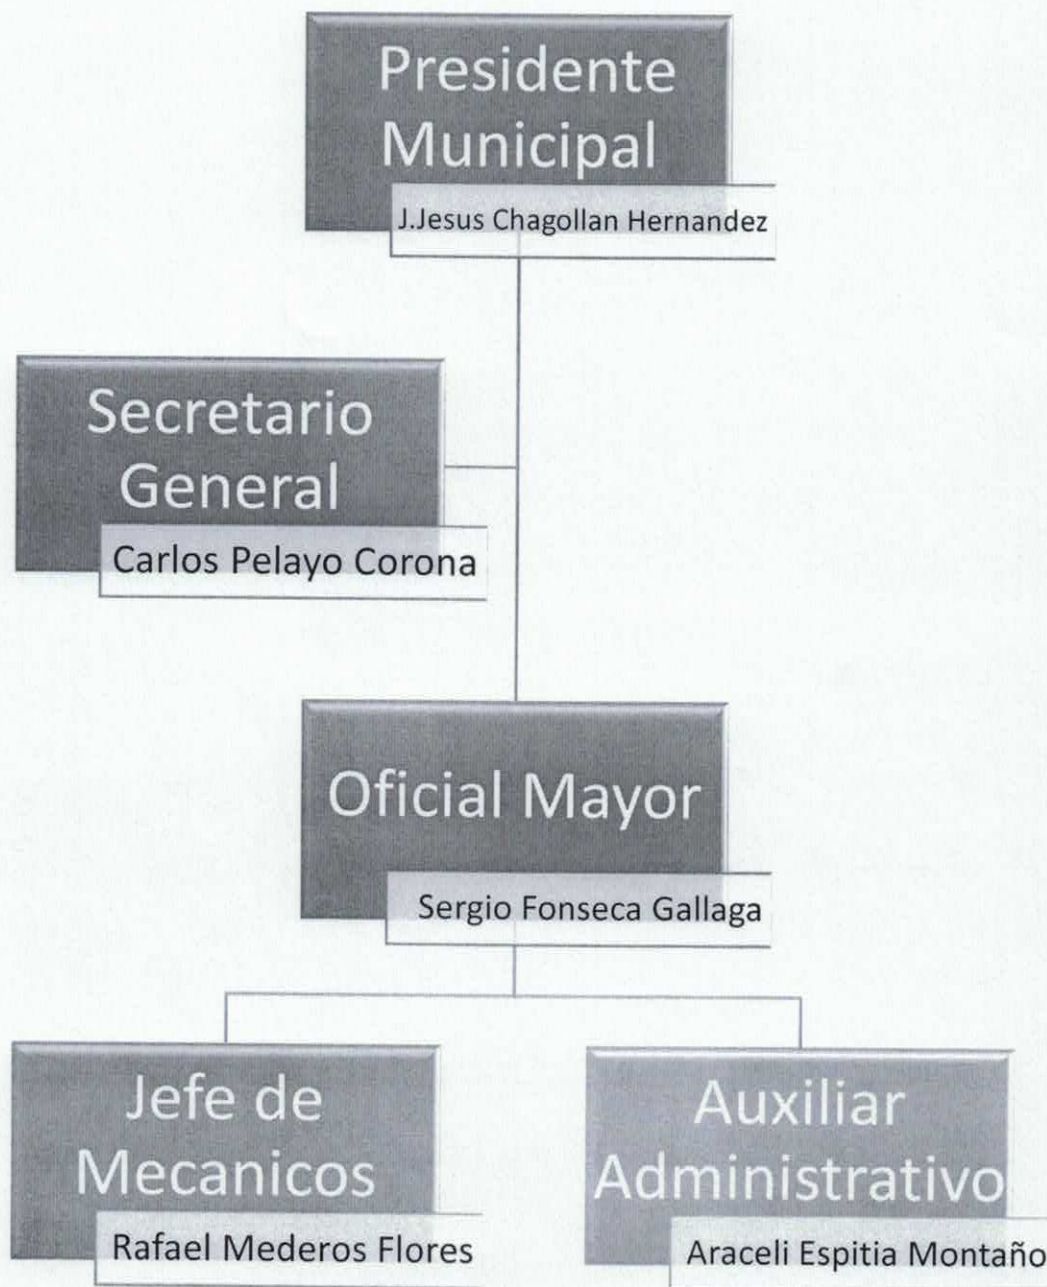 Presidente
Municipal
J.Jesus Chagollan Hernandez
Secretario
General
Carlos Pelayo Corona
Oficial Mayor
Sergio Fonseca Gallaga
Jefe de
Mecanicos
Rafael Mederos Flores
Auxiliar
Administrativo
Araceli Espitia Montaño